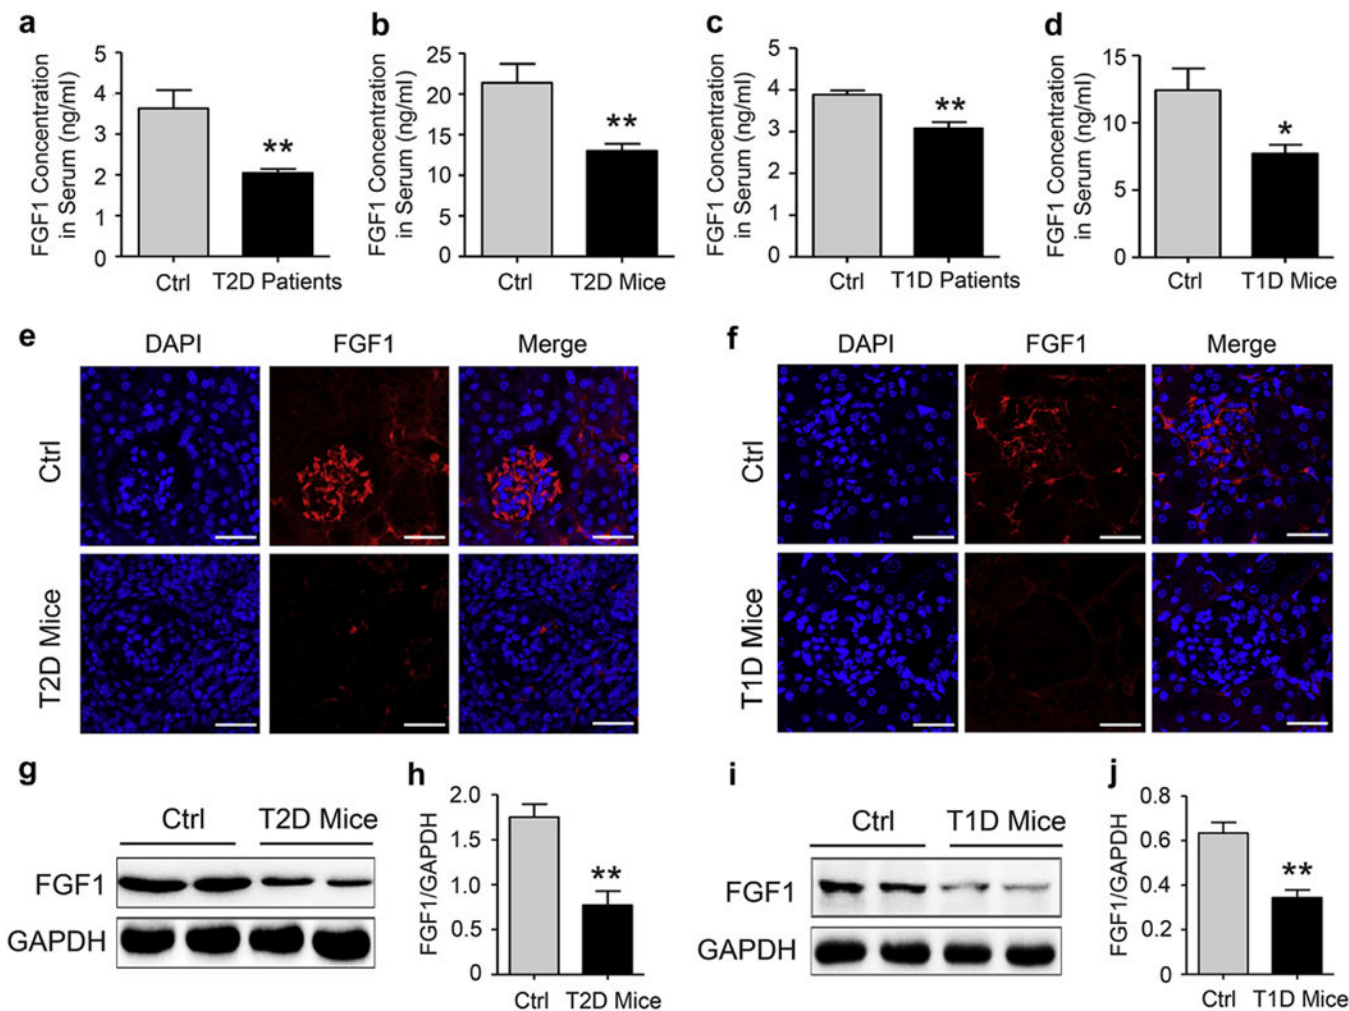 a
FGF1 Concentration
in Serum (ng/ml)
5
4
3
2
1
0
**
Ctrl
T2D Patients
b
FGF1 Concentration
in Serum (ng/ml)
25
20
15
10
5
0
**
Ctrl
T2D Mice
c
FGF1 Concentration
in Serum (ng/ml)
5
4
3
2
1
0
**
Ctrl
T1D Patients
d
FGF1 Concentration
in Serum (ng/ml)
15
10
5
0
*
Ctrl
T1D Mice
e
DAPI
FGF1
Merge
Ctrl
T2D Mice
f
DAPI
FGF1
Merge
Ctrl
T1D Mice
g
Ctrl
T2D Mice
FGF1
GAPDH
h
FGF1/GAPDH
2.0
1.5
1.0
0.5
0
**
Ctrl
T2D Mice
i
Ctrl
T1D Mice
FGF1
GAPDH
j
FGF1/GAPDH
0.8
0.6
0.4
0.2
0
**
Ctrl
T1D Mice